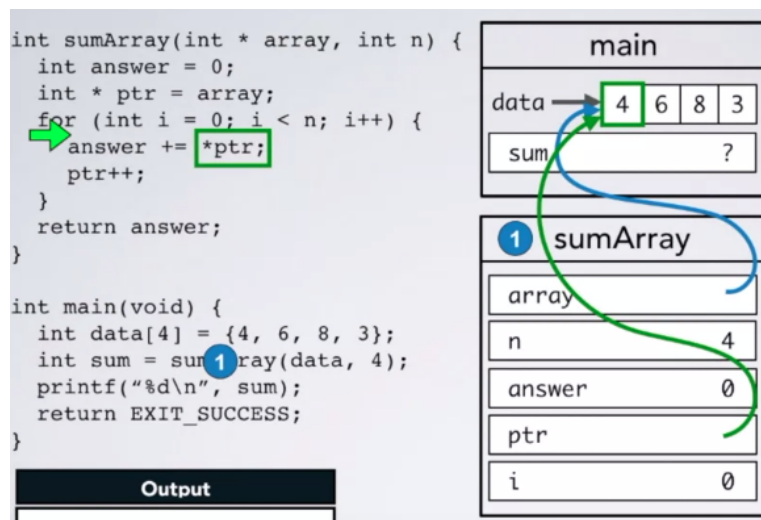 int sumArray(int * array, int n) {
int answer = 0;
int * ptr = array;
for (int i = 0; i < n; i++) {
answer += *ptr;
ptr++;
}
return answer;
}
int main(void) {
int data[4] = {4, 6, 8, 3};
int sum = sum 1 ray(data, 4);
printf(“%d\n”, sum);
return EXIT_SUCCESS;
}
Output
main
data 4 6 8 3
sum ?
1 sumArray
array
n 4
answer 0
ptr
i 0